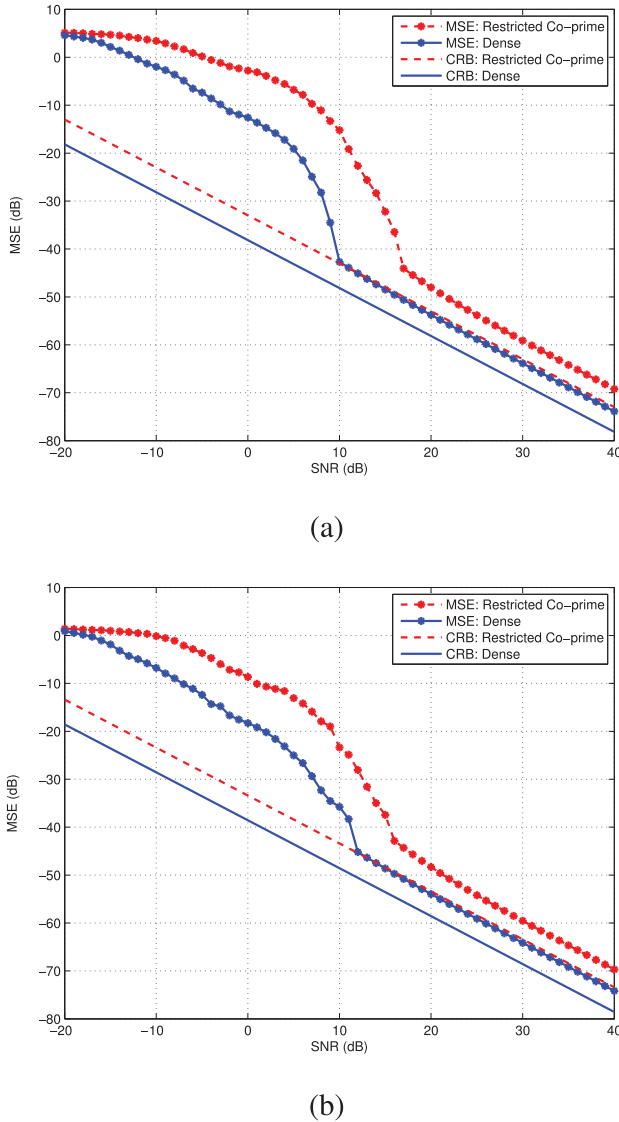 10
0
−10
−20
−30
−40
−50
−60
−70
−80
MSE (dB)
MSE: Restricted Co−prime
MSE: Dense
CRB: Restricted Co−prime
CRB: Dense
−20 −10 0 10 20 30 40
SNR (dB)
(a)
10
0
−10
−20
−30
−40
−50
−60
−70
−80
MSE (dB)
MSE: Restricted Co−prime
MSE: Dense
CRB: Restricted Co−prime
CRB: Dense
−20 −10 0 10 20 30 40
SNR (dB)
(b)